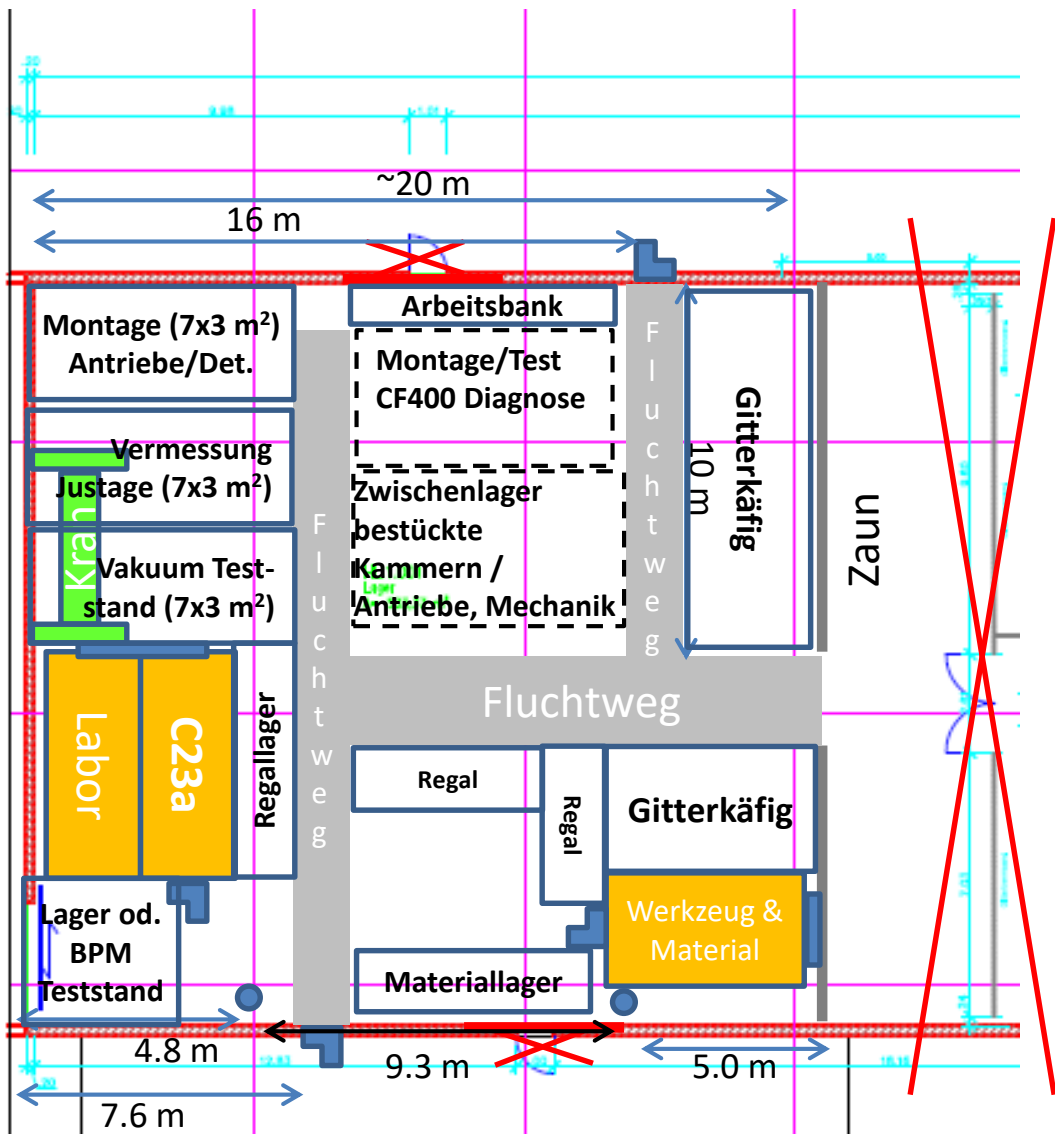 ~20 m
16 m
Arbeitsbank
Montage (7x3 m²)
Antriebe/Det.
Montage/Test
CF400 Diagnose
Fluchtweg
Gitterkäfig
10 m
Zaun
Vermessung
Justage (7x3 m²)
Kran
Zwischenlager
bestückte
Kammern /
Antriebe, Mechanik
Lager
Vakuum Test-
stand (7x3 m²)
Fluchtweg
Fluchtweg
Labor
C23a
Regallager
Regal
Regal
Gitterkäfig
Werkzeug &
Material
Lager od.
BPM
Teststand
Materiallager
4.8 m
9.3 m
5.0 m
7.6 m